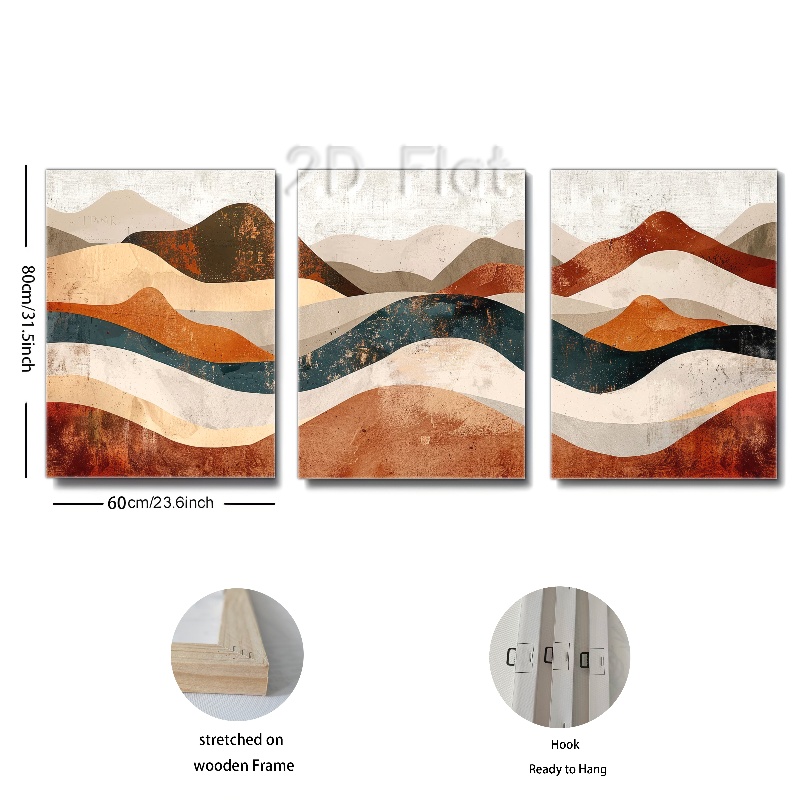 2D Flat
80cm/31.5inch
60cm/23.6inch
stretched on
wooden Frame
Hook
Ready to Hang